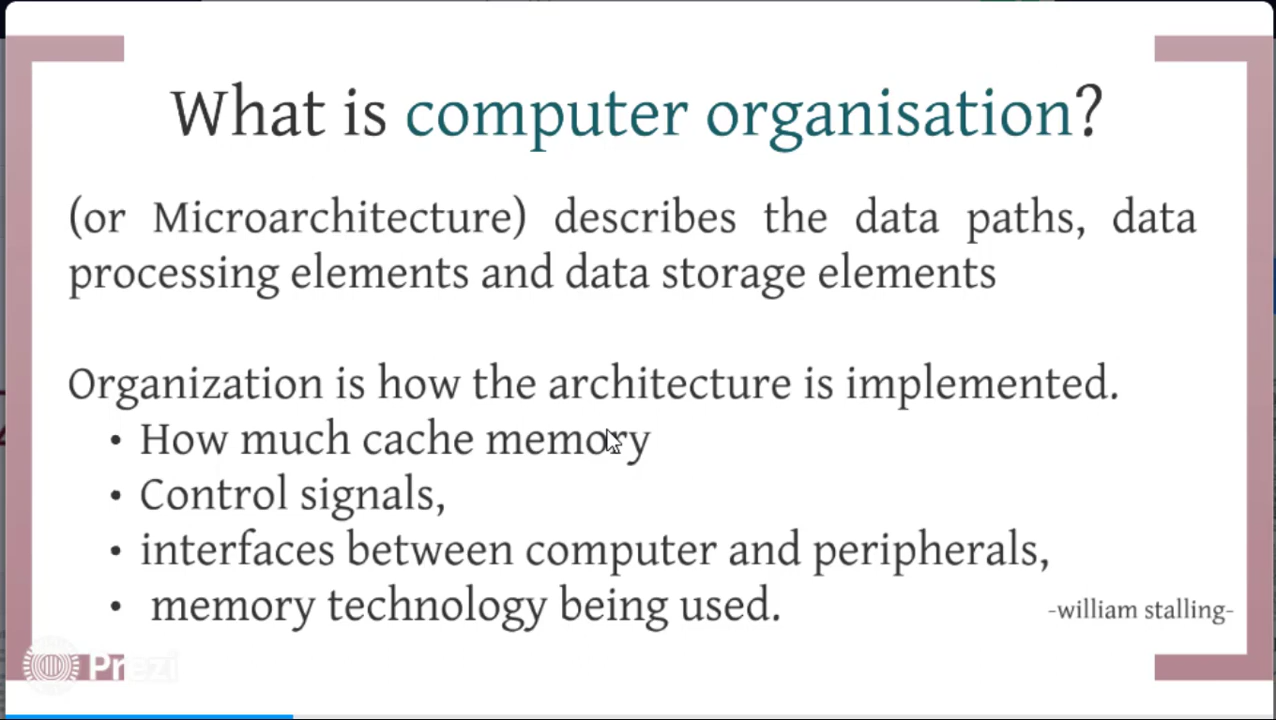 What is computer organisation?
(or Microarchitecture) describes the data paths, data
processing elements and data storage elements
Organization is how the architecture is implemented.
• How much cache memory
• Control signals,
• interfaces between computer and peripherals,
• memory technology being used.
-william stalling-
Prezi